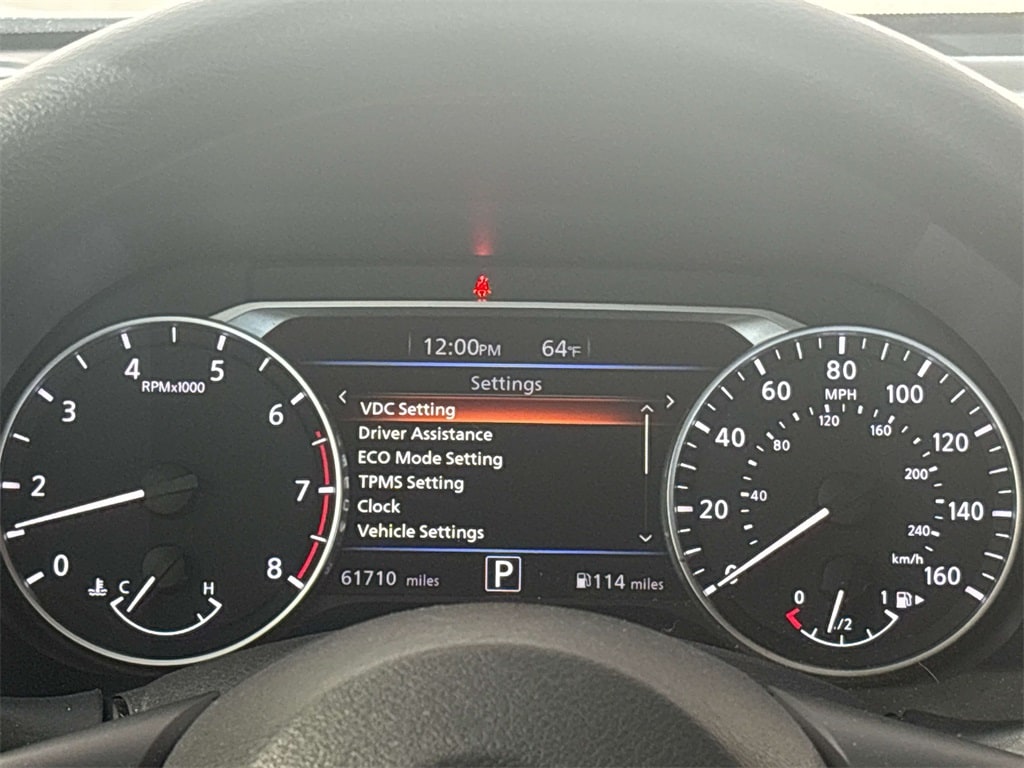 12:00PM 64°F
Settings
VDC Setting
Driver Assistance
ECO Mode Setting
TPMS Setting
Clock
Vehicle Settings
61710 miles P 114 miles
0 2 3 4 5 6 7 8
RPMx1000
C H
0 20 40 60 80 100 120 140 160
MPH
40 80 120 160 200 240
km/h
0 1/2 1